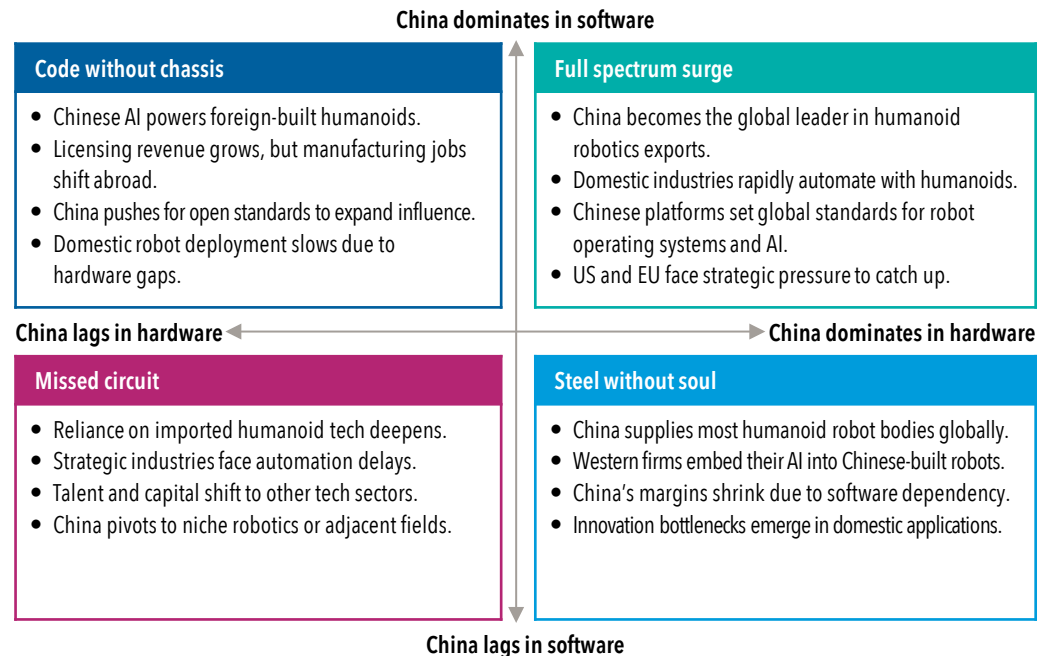 China dominates in software
Code without chassis
• Chinese AI powers foreign-built humanoids.
• Licensing revenue grows, but manufacturing jobs
shift abroad.
• China pushes for open standards to expand influence.
• Domestic robot deployment slows due to
hardware gaps.
Full spectrum surge
• China becomes the global leader in humanoid
robotics exports.
• Domestic industries rapidly automate with humanoids.
• Chinese platforms set global standards for robot
operating systems and AI.
• US and EU face strategic pressure to catch up.
China lags in hardware
China dominates in hardware
Missed circuit
• Reliance on imported humanoid tech deepens.
• Strategic industries face automation delays.
• Talent and capital shift to other tech sectors.
• China pivots to niche robotics or adjacent fields.
Steel without soul
• China supplies most humanoid robot bodies globally.
• Western firms embed their AI into Chinese-built robots.
• China's margins shrink due to software dependency.
• Innovation bottlenecks emerge in domestic applications.
China lags in software